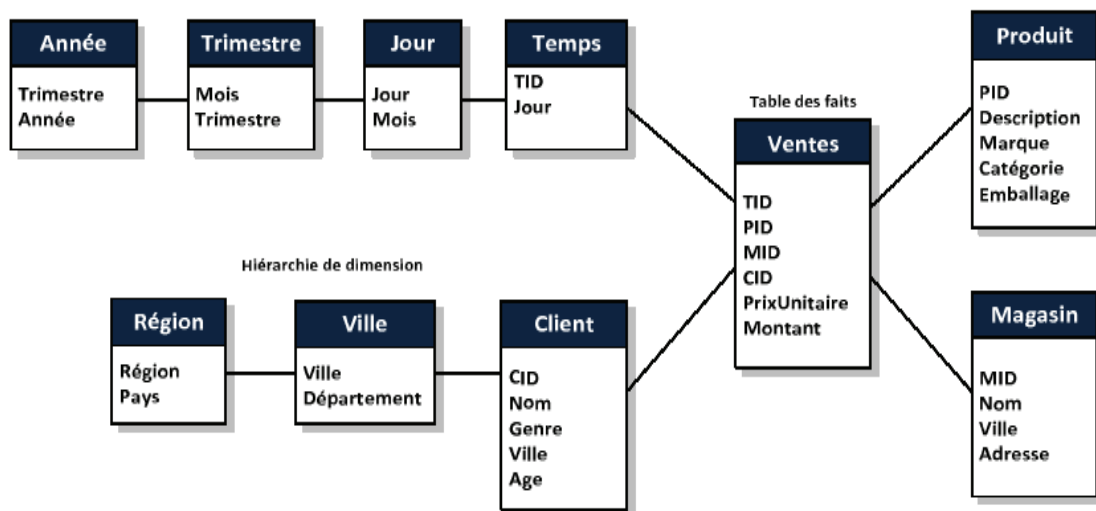 Année
Trimestre
Année
Trimestre
Mois
Trimestre
Jour
Jour
Mois
Temps
TID
Jour
Table des faits
Ventes
TID
PID
MID
CID
PrixUnitaire
Montant
Produit
PID
Description
Marque
Catégorie
Emballage
Hiérarchie de dimension
Région
Région
Pays
Ville
Ville
Département
Client
CID
Nom
Genre
Ville
Age
Magasin
MID
Nom
Ville
Adresse